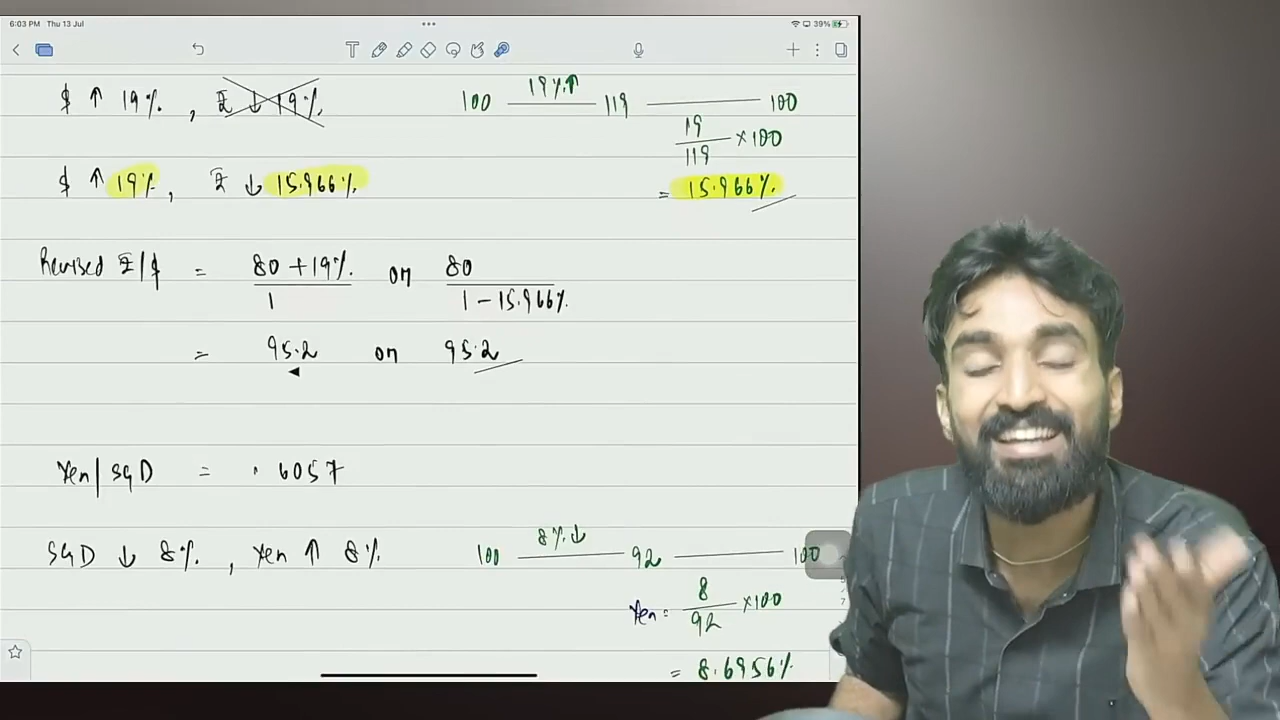 6:03 PM Thu 13 Jul
39%
$ ↑ 19%, ₹ ↓ 19%
100 19%↑ 119 100
19/119 × 100
$ ↑ 19%, ₹ ↓ 15.966%
= 15.966%
Revised ₹/$ = 80 + 19% / 1 or 80 / 1 - 15.966%
= 95.2 or 95.2
Yen/SGD = .6057
SGD ↓ 8%, Yen ↑ 8%
100 8%↓ 92 100
Yen = 8/92 × 100
= 8.6956%